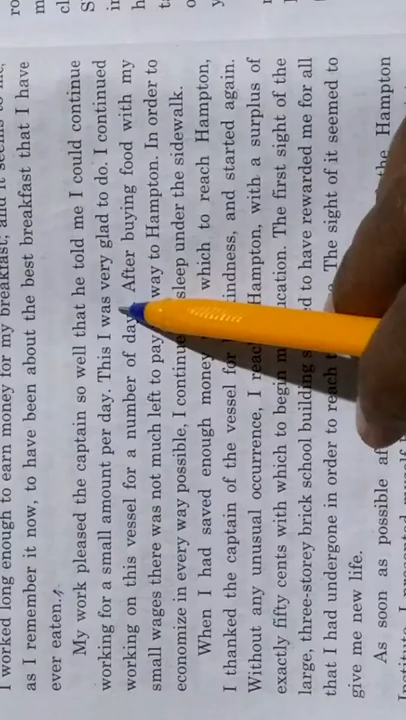 I worked long enough to earn money for my breakfast, and it seems to me,
as I remember it now, to have been about the best breakfast that I have
ever eaten.
My work pleased the captain so well that he told me I could continue
working for a small amount per day. This I was very glad to do. I continued
working on this vessel for a number of day After buying food with my
small wages there was not much left to pay way to Hampton. In order to
economize in every way possible, I continue sleep under the sidewalk.
When I had saved enough money which to reach Hampton,
I thanked the captain of the vessel for indness, and started again.
Without any unusual occurrence, I reac Hampton, with a surplus of
exactly fifty cents with which to begin m cation. The first sight of the
large, three-storey brick school building s ed to have rewarded me for all
that I had undergone in order to reach t The sight of it seemed to
give me new life.
As soon as possible af the Hampton
Institute, I presented myself